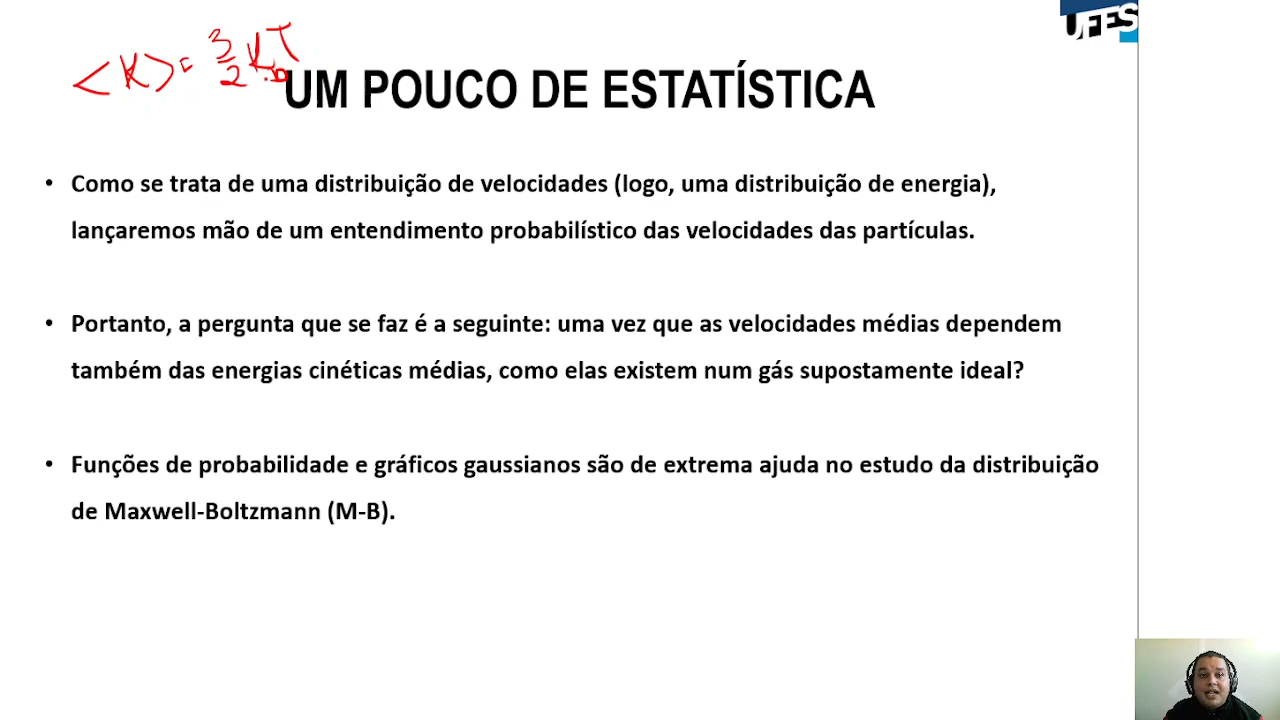 UFES
<K> = 3/2 K_B T
UM POUCO DE ESTATÍSTICA
• Como se trata de uma distribuição de velocidades (logo, uma distribuição de energia),
lançaremos mão de um entendimento probabilístico das velocidades das partículas.
• Portanto, a pergunta que se faz é a seguinte: uma vez que as velocidades médias dependem
também das energias cinéticas médias, como elas existem num gás supostamente ideal?
• Funções de probabilidade e gráficos gaussianos são de extrema ajuda no estudo da distribuição
de Maxwell-Boltzmann (M-B).